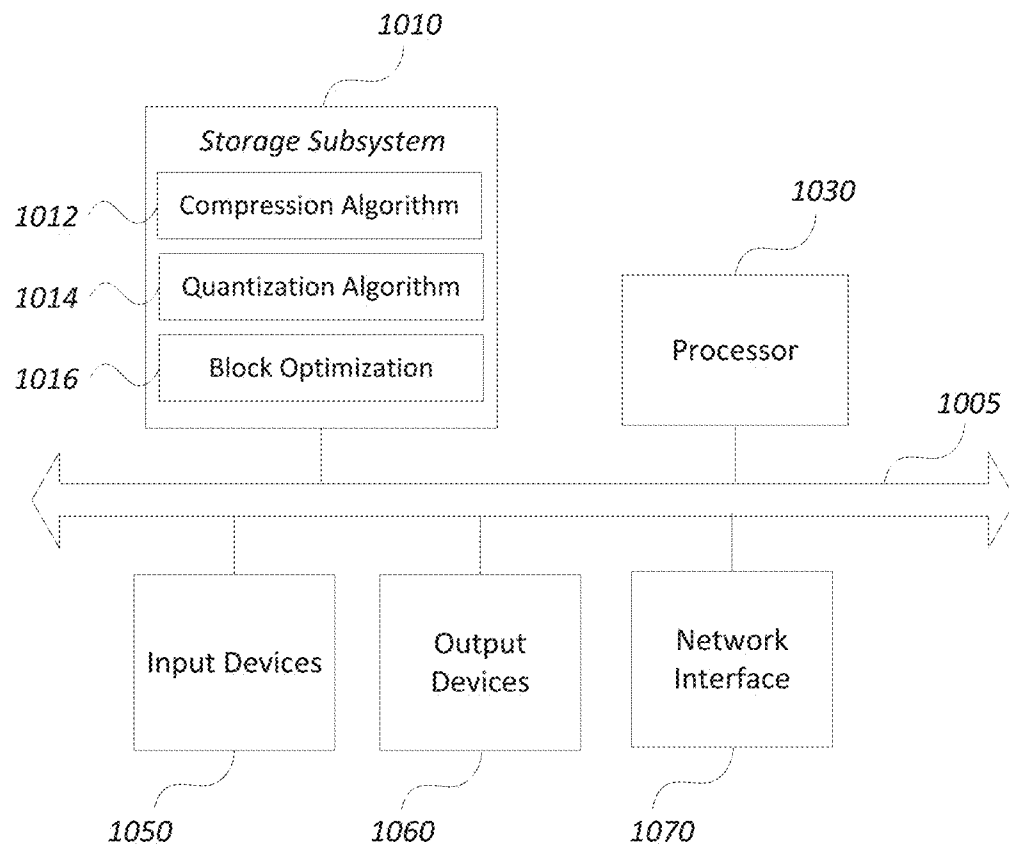 1010
Storage Subsystem
Compression Algorithm
1012
Quantization Algorithm
1014
Block Optimization
1016
1030
Processor
1005
Input Devices
Output
Devices
Network
Interface
1050
1060
1070